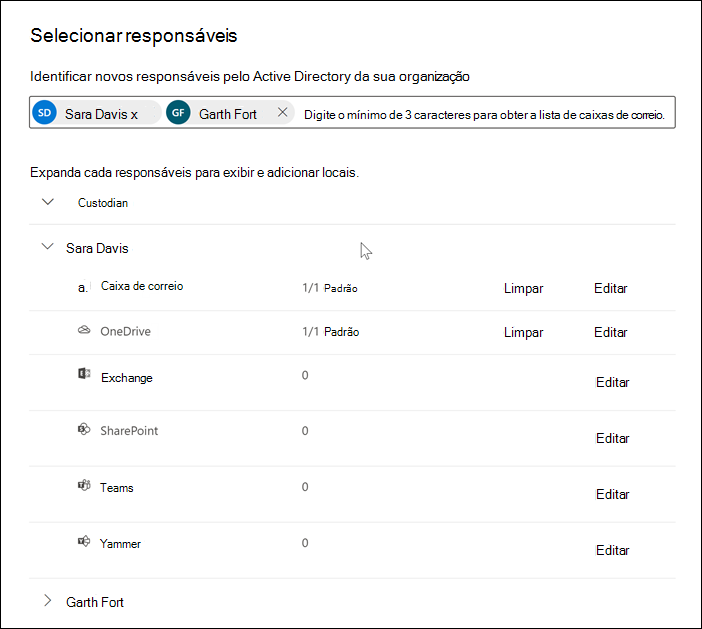 Selecionar responsáveis
Identificar novos responsáveis pelo Active Directory da sua organização
SD Sara Davis x GF Garth Fort Digite o mínimo de 3 caracteres para obter a lista de caixas de correio.
Expanda cada responsáveis para exibir e adicionar locais.
Custodian
Sara Davis
a. Caixa de correio 1/1 Padrão Limpar Editar
OneDrive 1/1 Padrão Limpar Editar
Exchange 0 Editar
SharePoint 0 Editar
Teams 0 Editar
Yammer 0 Editar
Garth Fort